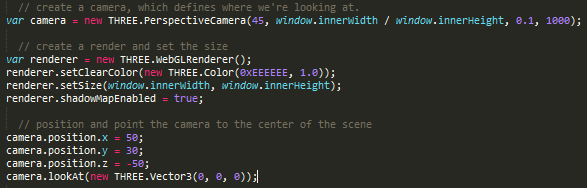 // create a camera, which defines where we're looking at.
var camera = new THREE.PerspectiveCamera(45, window.innerWidth / window.innerHeight, 0.1, 1000);
// create a render and set the size
var renderer = new THREE.WebGLRenderer();
renderer.setClearColor(new THREE.Color(0XEEEEEE, 1.0));
renderer.setSize(window.innerWidth, window.innerHeight);
renderer.shadowMapEnabled = true;
// position and point the camera to the center of the scene
camera.position.x = 50;
camera.position.y = 30;
camera.position.z = -50;
camera.lookAt(new THREE.Vector3(0, 0, 0));